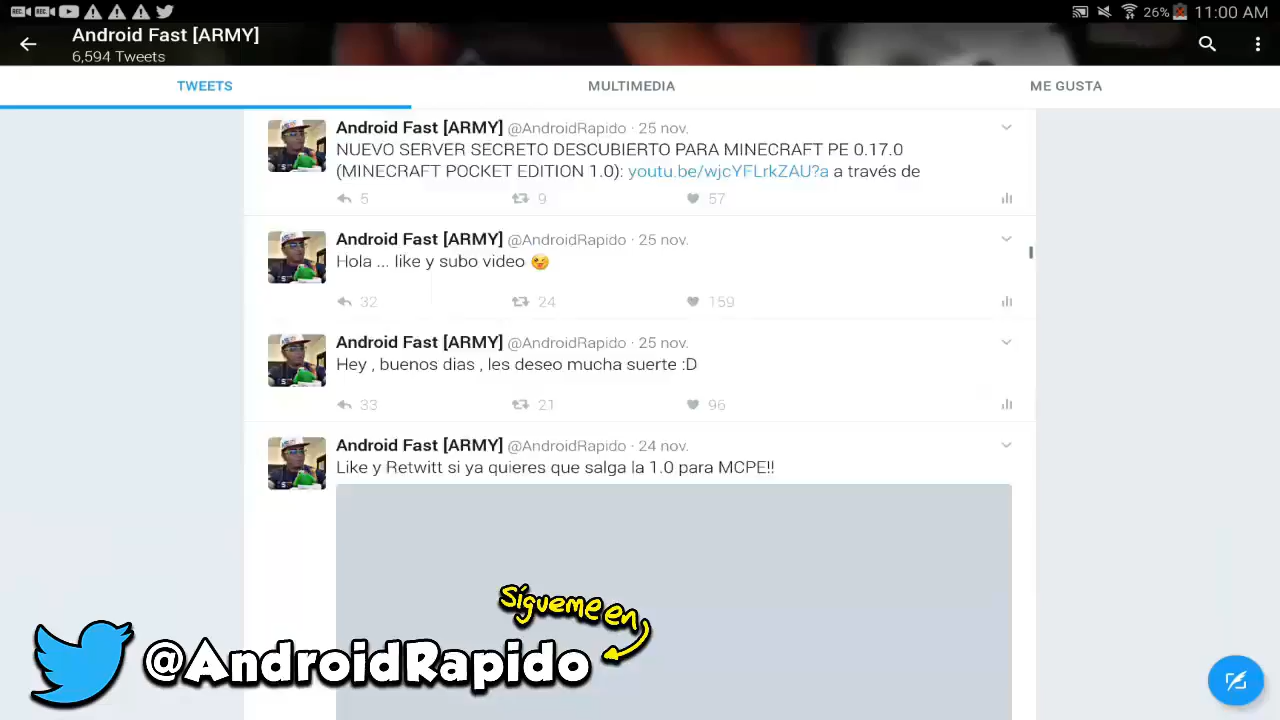 REC REC 26% 11:00 AM
Android Fast [ARMY]
6,594 Tweets
TWEETS MULTIMEDIA ME GUSTA
Android Fast [ARMY] @AndroidRapido · 25 nov.
NUEVO SERVER SECRETO DESCUBIERTO PARA MINECRAFT PE 0.17.0
(MINECRAFT POCKET EDITION 1.0): youtu.be/wjcYFLrkZAU?a a través de
5 9 57
Android Fast [ARMY] @AndroidRapido · 25 nov.
Hola ... like y subo video 😜
32 24 159
Android Fast [ARMY] @AndroidRapido · 25 nov.
Hey , buenos dias , les deseo mucha suerte :D
33 21 96
Android Fast [ARMY] @AndroidRapido · 24 nov.
Like y Retwitt si ya quieres que salga la 1.0 para MCPE!!
Sígueme en
@AndroidRapido